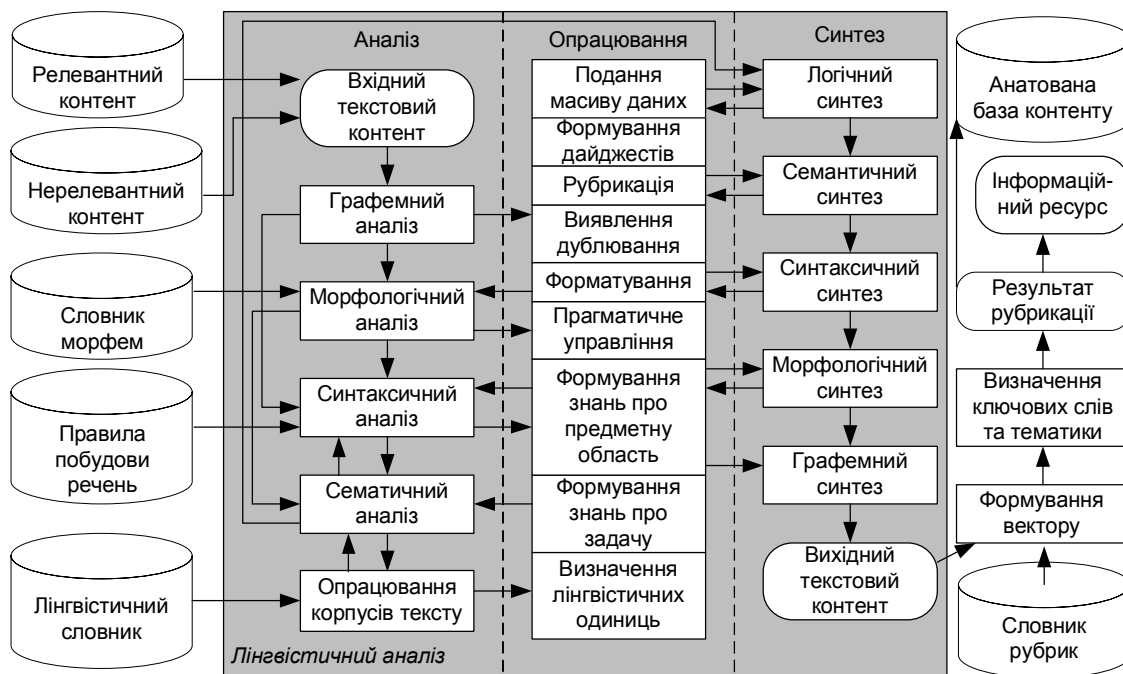 Релевантний
контент
Нерелевантний
контент
Словник
морфем
Правила
побудови
речень
Лінгвістичний
словник
Аналіз
Вхідний
текстовий
контент
Графемний
аналіз
Морфологічний
аналіз
Синтаксичний
аналіз
Сематичний
аналіз
Опрацювання
корпусів тексту
Лінгвістичний аналіз
Опрацювання
Подання
масиву даних
Формування
дайджестів
Рубрикація
Виявлення
дублювання
Форматування
Прагматичне
управління
Формування
знань про
предметну
область
Формування
знань про
задачу
Визначення
лінгвістичних
одиниць
Синтез
Логічний
синтез
Семантичний
синтез
Синтаксичний
синтез
Морфологічний
синтез
Графемний
синтез
Вихідний
текстовий
контент
Анатована
база контенту
Інформацій-
ний ресурс
Результат
рубрикації
Визначення
ключових слів
та тематики
Формування
вектору
Словник
рубрик